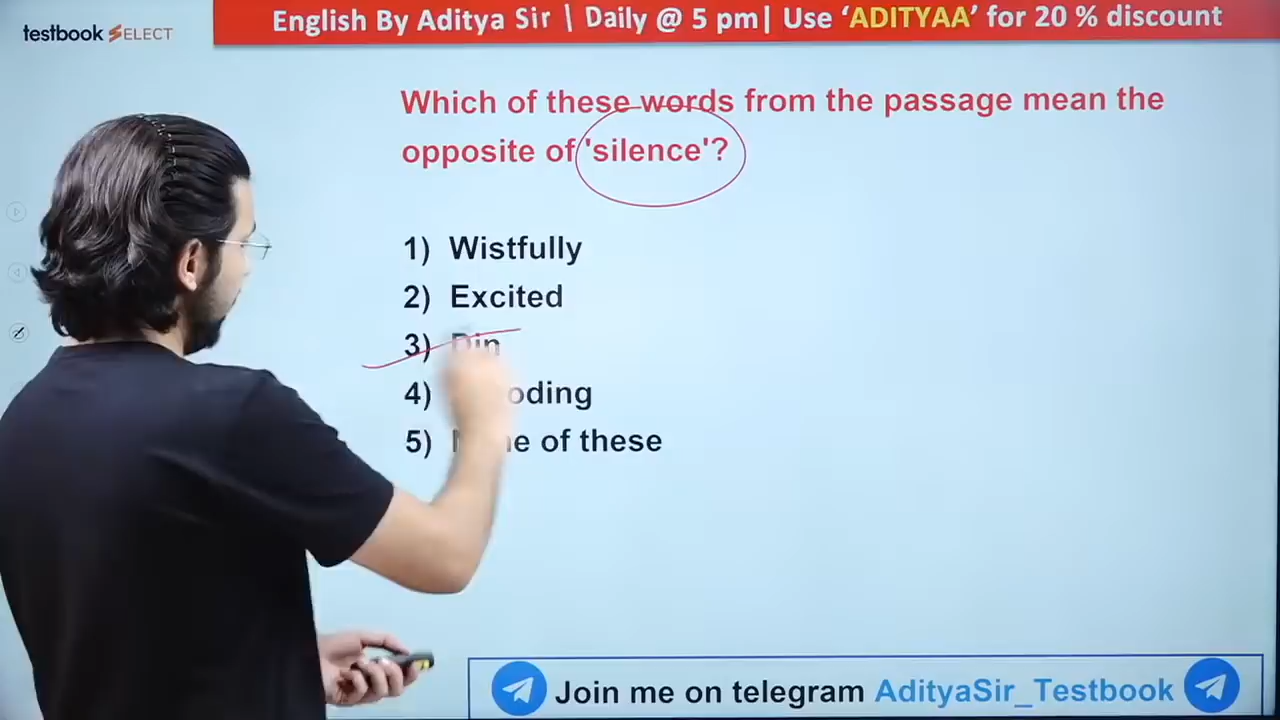 testbook SELECT
English By Aditya Sir \ Daily @ 5 pm| Use ‘ADITYAA’ for 20 % discount
Which of these words from the passage mean the
opposite of 'silence'?
1) Wistfully
2) Excited
3) Din
4)
5) None of these
Join me on telegram AdityaSir_Testbook